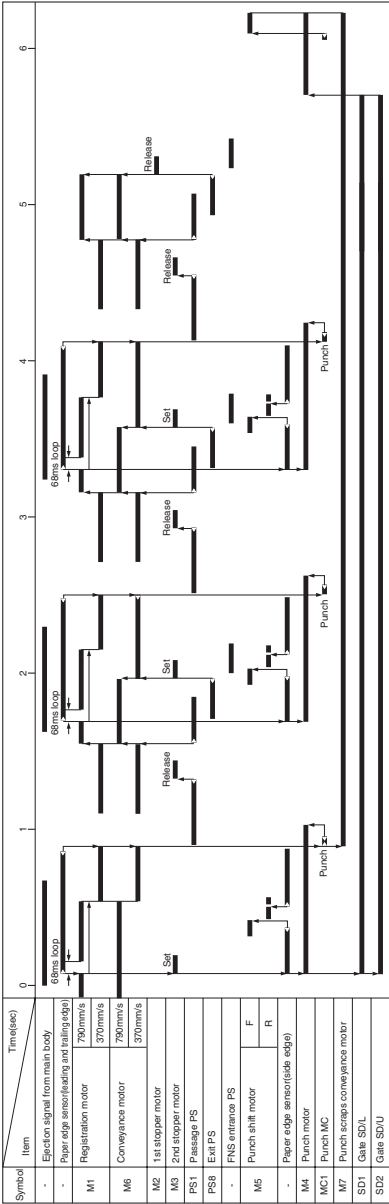 Symbol Item Time(sec) 0 1 2 3 4 5 6
- Ejection signal from main body
68ms loop 68ms loop 68ms loop
- Paper edge sensor(leading and trailing edge)
M1 Registration motor 790mm/s
370mm/s
M6 Conveyance motor 790mm/s
370mm/s
M2 1st stopper motor Release
M3 2nd stopper motor Set Release Set Release Set Release
PS1 Passage PS
PS8 Exit PS
- FNS entrance PS
M5 Punch shift motor F
R
- Paper edge sensor(side edge)
M4 Punch motor
MC1 Punch MC Punch Punch Punch
M7 Punch scraps conveyance motor
SD1 Gate SD/L
SD2 Gate SD/U